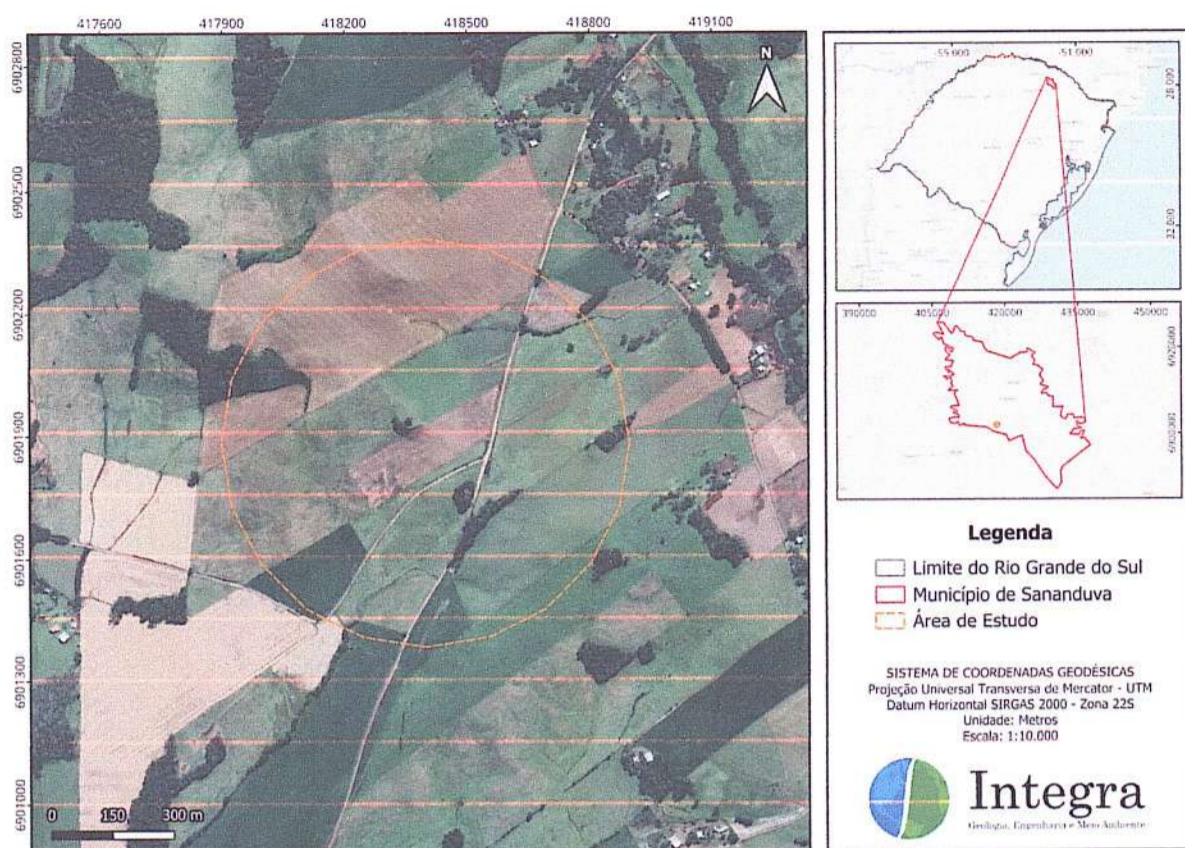 417600 417900 418200 418500 418800 419100
6902800
6902500
6902200
6901900
6901600
6901300
6901000
N
0 150 300 m
-55.000 -51.000
28.000
32.000
390000 405000 420000 435000 450000
6920000
6900000
Legenda
Limite do Rio Grande do Sul
Município de Sananduva
Área de Estudo
SISTEMA DE COORDENADAS GEODÉSICAS
Projeção Universal Transversa de Mercator - UTM
Datum Horizontal SIRGAS 2000 - Zona 22S
Unidade: Metros
Escala: 1:10.000
Integra
Geologia, Engenharia e Meio Ambiente